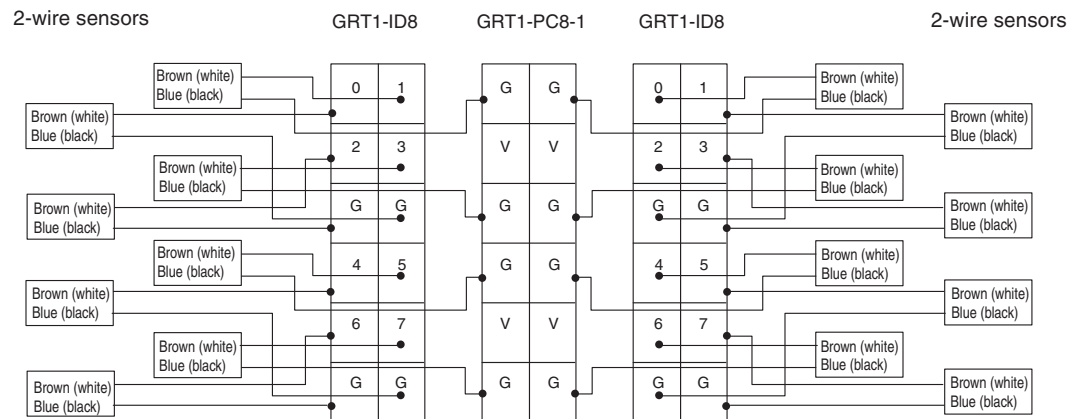 2-wire sensors GRT1-ID8 GRT1-PC8-1 GRT1-ID8 2-wire sensors
Brown (white)
Blue (black)
Brown (white)
Blue (black)
Brown (white)
Blue (black)
Brown (white)
Blue (black)
Brown (white)
Blue (black)
Brown (white)
Blue (black)
Brown (white)
Blue (black)
Brown (white)
Blue (black)
0 1
2 3
G G
4 5
6 7
G G
G G
V V
G G
G G
V V
G G
0 1
2 3
G G
4 5
6 7
G G
Brown (white)
Blue (black)
Brown (white)
Blue (black)
Brown (white)
Blue (black)
Brown (white)
Blue (black)
Brown (white)
Blue (black)
Brown (white)
Blue (black)
Brown (white)
Blue (black)
Brown (white)
Blue (black)